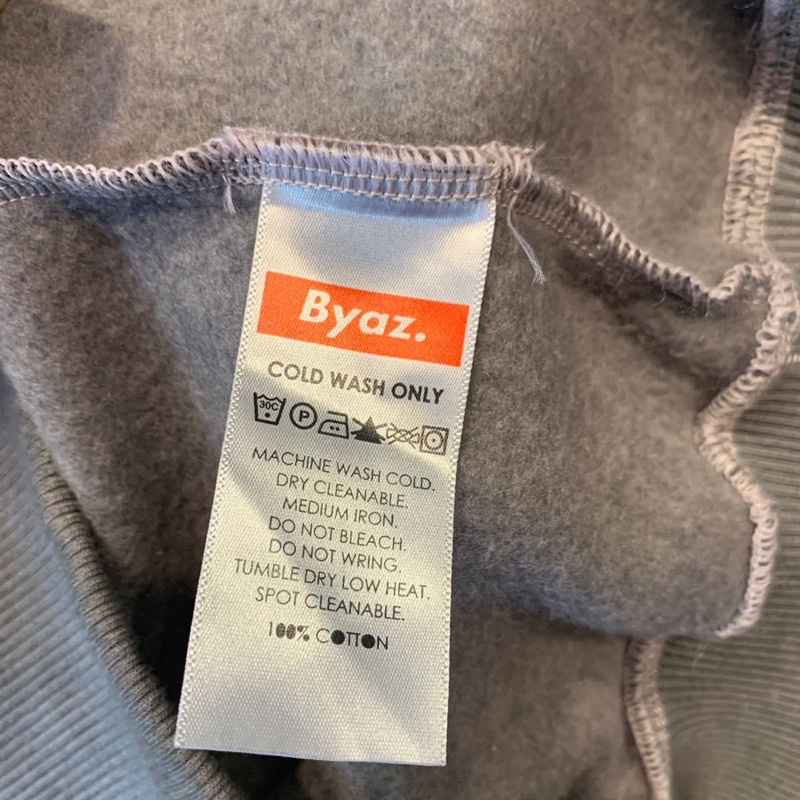 Byaz.
COLD WASH ONLY
30C P
MACHINE WASH COLD.
DRY CLEANABLE.
MEDIUM IRON.
DO NOT BLEACH.
DO NOT WRING.
TUMBLE DRY LOW HEAT.
SPOT CLEANABLE.
100% COTTON